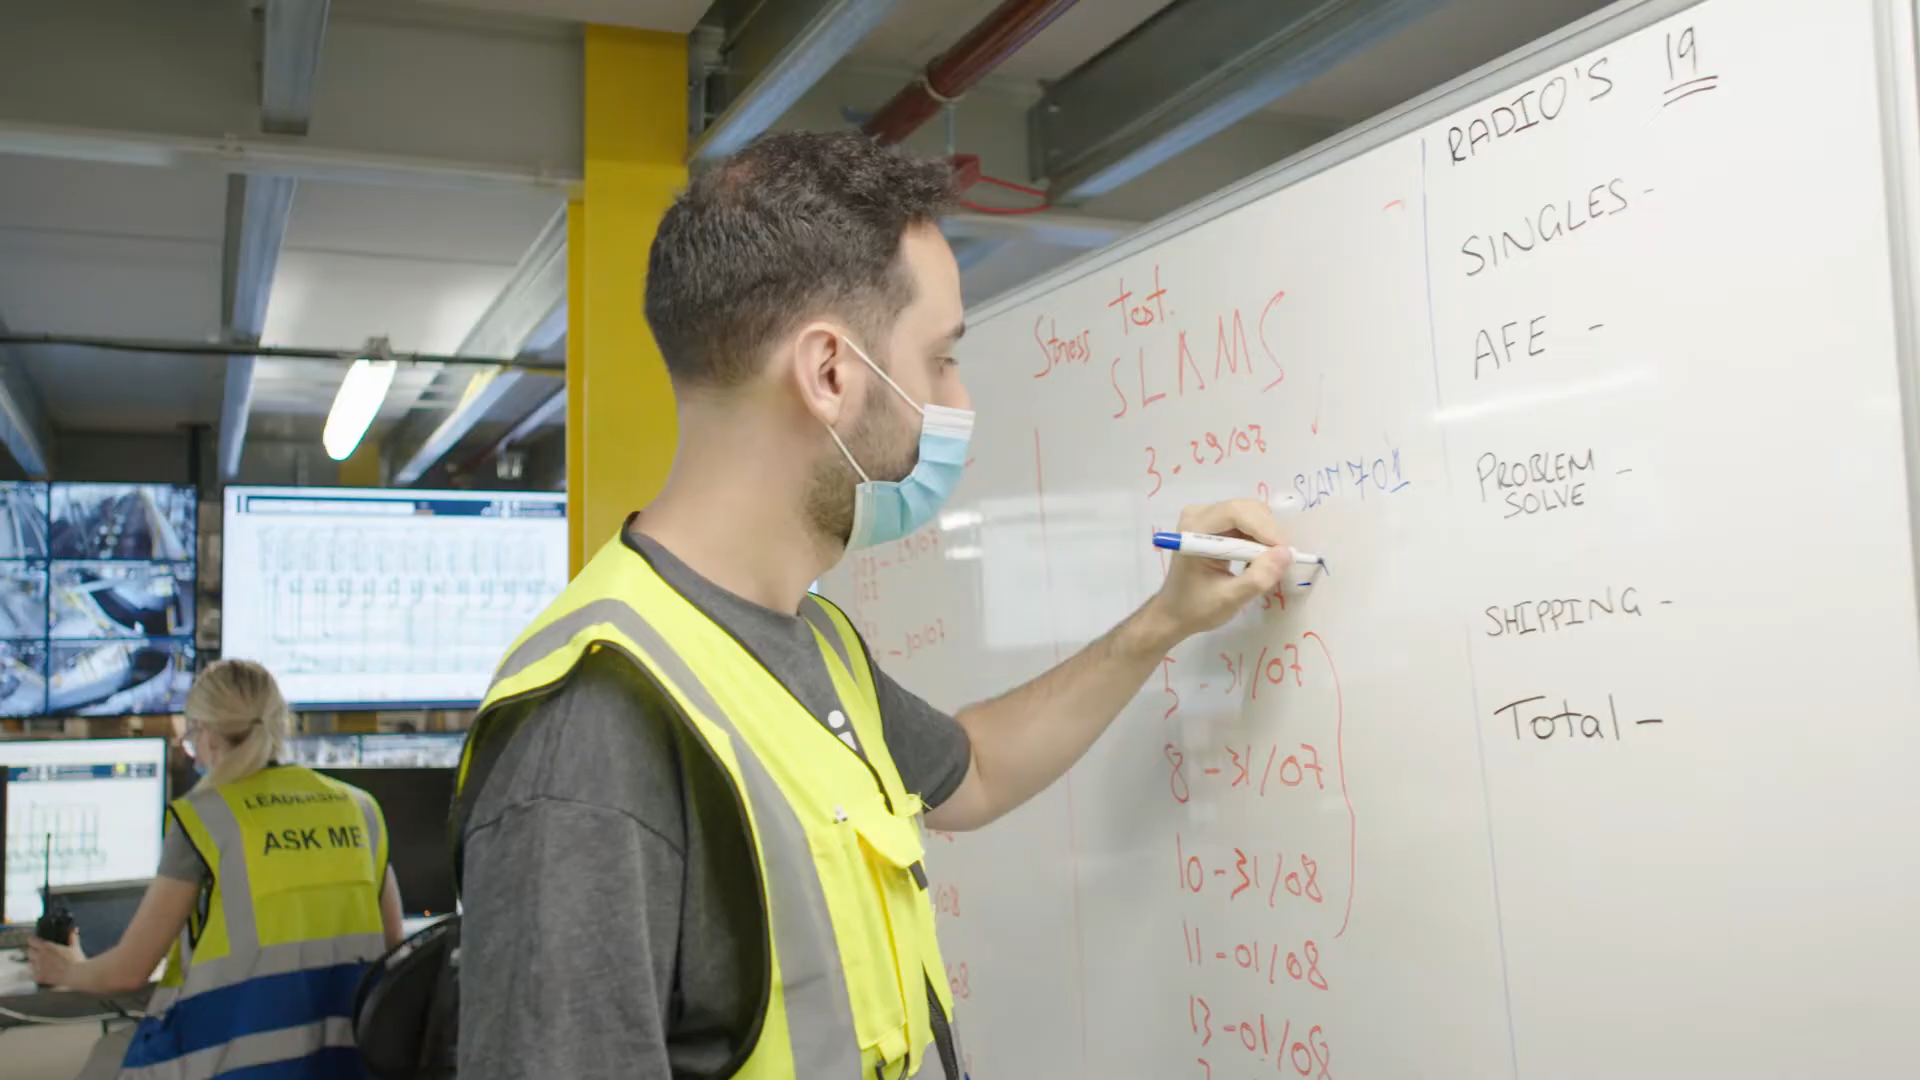 LEADERSHIP
ASK ME
Stress Test.
SLAMS
3 - 29/07
- SLAM 701
5 - 31/07
8 - 31/07
10 - 31/08
11 - 01/08
13 - 01/08
RADIO'S 19
SINGLES -
AFE -
PROBLEM -
SOLVE
SHIPPING -
Total -